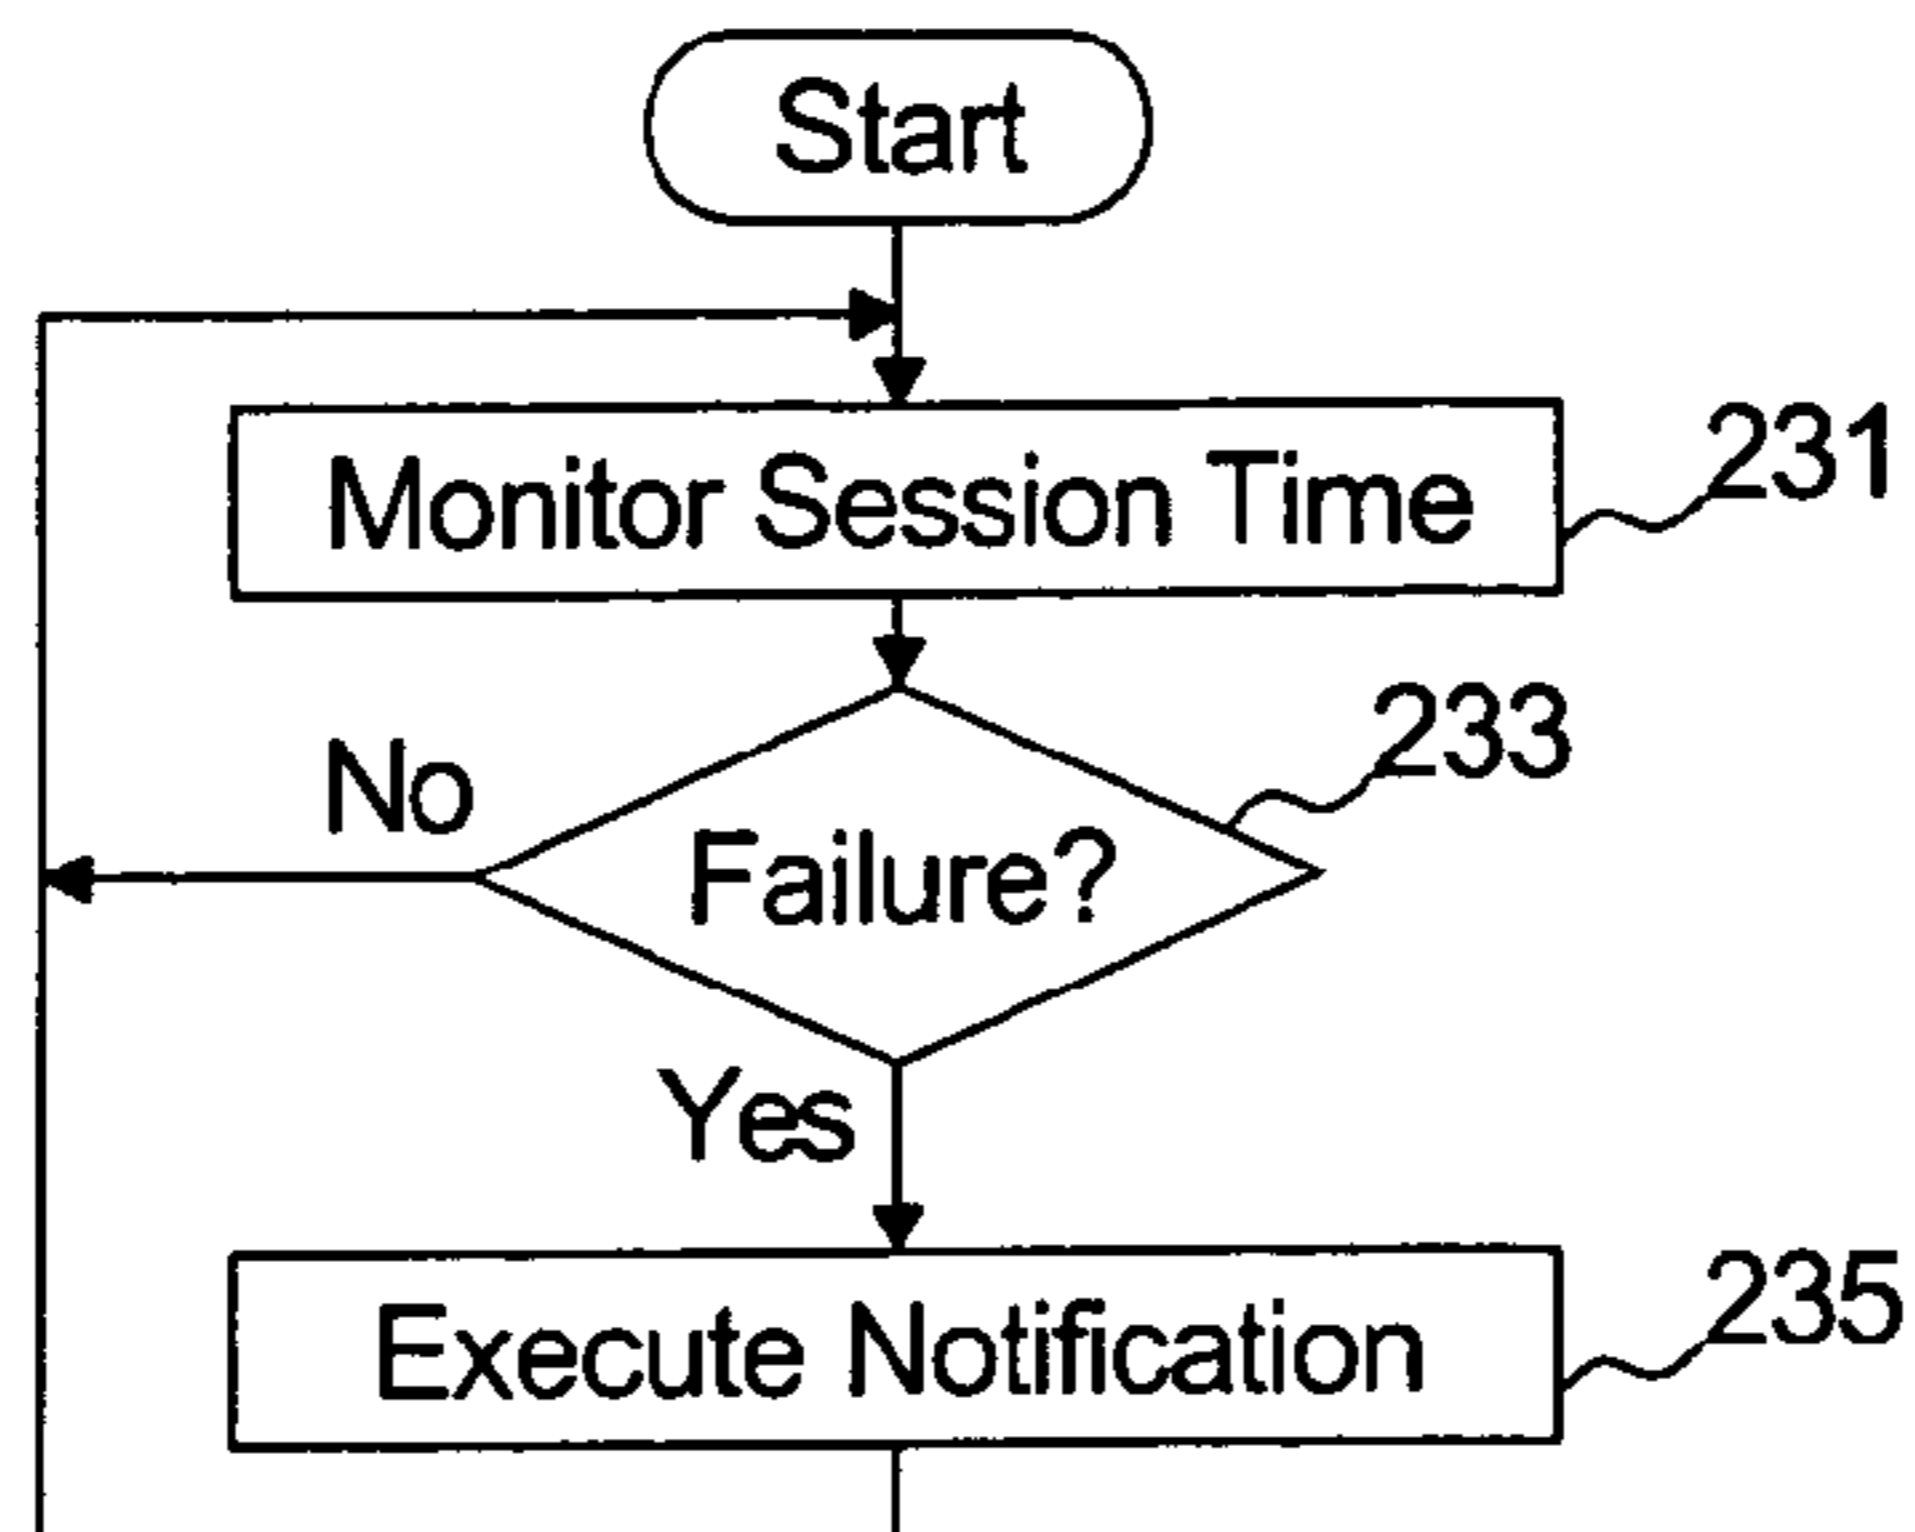 Start
Monitor Session Time
231
233
No
Failure?
Yes
Execute Notification
235